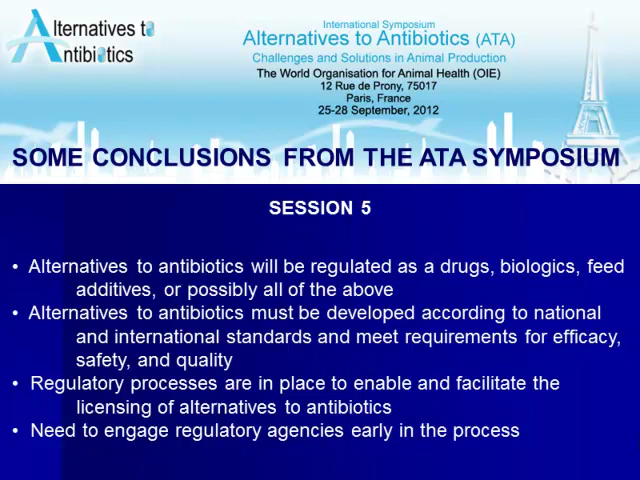 Alternatives to
Antibiotics
International Symposium
Alternatives to Antibiotics (ATA)
Challenges and Solutions in Animal Production
The World Organisation for Animal Health (OIE)
12 Rue de Prony, 75017
Paris, France
25-28 September, 2012
SOME CONCLUSIONS FROM THE ATA SYMPOSIUM
SESSION 5
• Alternatives to antibiotics will be regulated as a drugs, biologics, feed
additives, or possibly all of the above
• Alternatives to antibiotics must be developed according to national
and international standards and meet requirements for efficacy,
safety, and quality
• Regulatory processes are in place to enable and facilitate the
licensing of alternatives to antibiotics
• Need to engage regulatory agencies early in the process